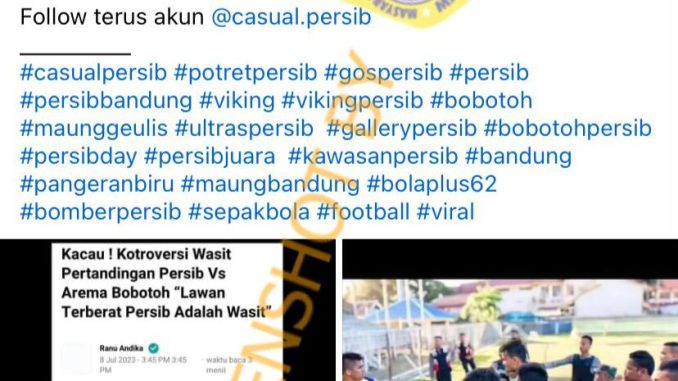 Follow terus akun @casual.persib
#casualpersib #potretpersib #gospersib #persib
#persibbandung #viking #vikingpersib #bobotoh
#maunggeulis #ultraspersib #gallerypersib #bobotohpersib
#persibday #persibjuara #kawasanpersib #bandung
#pangeranbiru #maungbandung #bolaplus62
#bomberpersib #sepakbola #football #viral
Kacau ! Kotroversi Wasit
Pertandingan Persib Vs
Arema Bobotoh “Lawan
Terberat Persib Adalah Wasit”
Ranu Andika
8 Jul 2023 - 3:45 PM 3:45
PM
- waktu baca 3
menit
ENSHOT BY